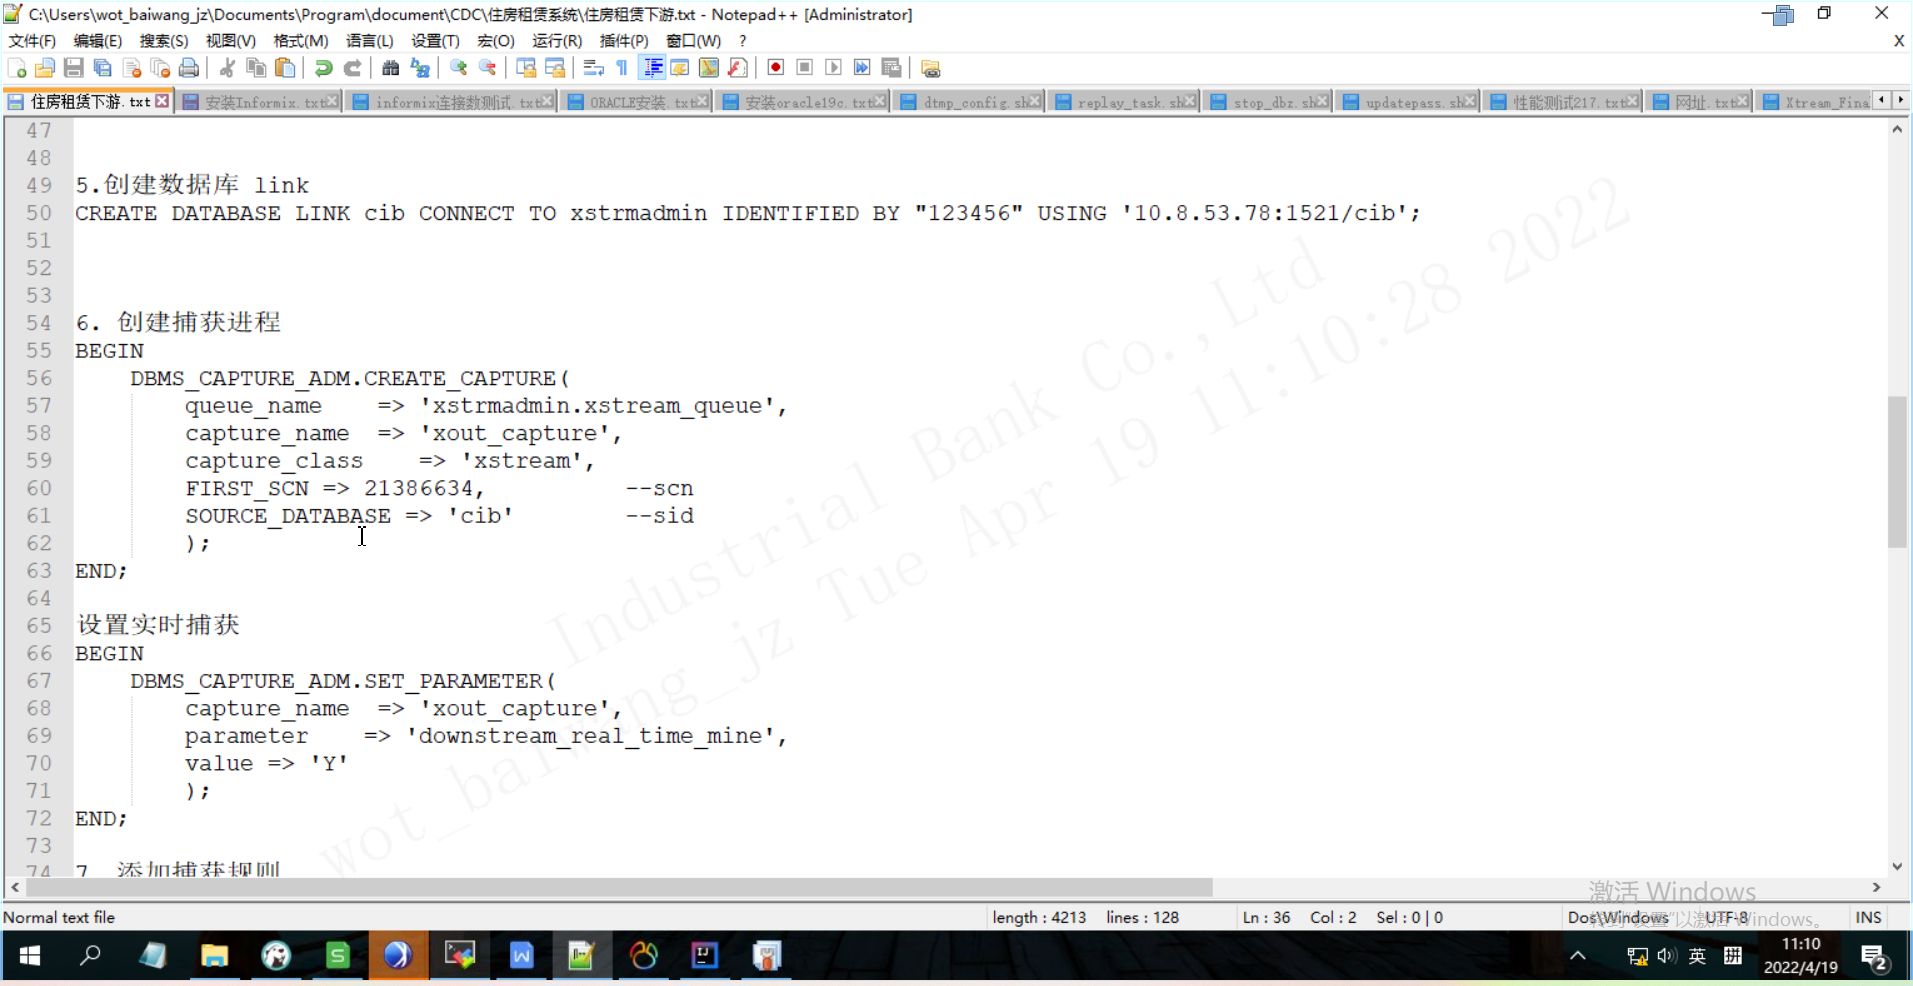 C:\Users\wot_baiwang_jz\Documents\Program\document\CDC\住房租赁系统\住房租赁下游.txt - Notepad++ [Administrator]
文件(F) 编辑(E) 搜索(S) 视图(V) 格式(M) 语言(L) 设置(T) 宏(O) 运行(R) 插件(P) 窗口(W) ? X
住房租赁下游.txt 安装Informix.txt informix连接数测试.txt ORACLE安装.txt 安装oracle19c.txt dtmp_config.sh replay_task.sh stop_dbz.sh updatepass.sh 性能测试217.txt 网址.txt Xtream_Fina
47
48
49 5.创建数据库 link
50 CREATE DATABASE LINK cib CONNECT TO xstrmadmin IDENTIFIED BY "123456" USING '10.8.53.78:1521/cib';
51
52
53
54 6. 创建捕获进程
55 BEGIN
56 DBMS_CAPTURE_ADM.CREATE_CAPTURE(
57 queue_name => 'xstrmadmin.xstream_queue',
58 capture_name => 'xout_capture',
59 capture_class => 'xstream',
60 FIRST_SCN => 21386634, --scn
61 SOURCE_DATABASE => 'cib' --sid
62 );
63 END;
64
65 设置实时捕获
66 BEGIN
67 DBMS_CAPTURE_ADM.SET_PARAMETER(
68 capture_name => 'xout_capture',
69 parameter => 'downstream_real_time_mine',
70 value => 'Y'
71 );
72 END;
73
74 7. 添加捕获规则
Industrial Bank Co.,Ltd
wot_baiwang_jz Tue Apr 19 11:10:28 2022
激活 Windows
转到"设置"以激活 Windows。
Normal text file length : 4213 lines : 128 Ln : 36 Col : 2 Sel : 0 | 0 Dos\Windows UTF-8 INS
英 拼 11:10
2022/4/19 2